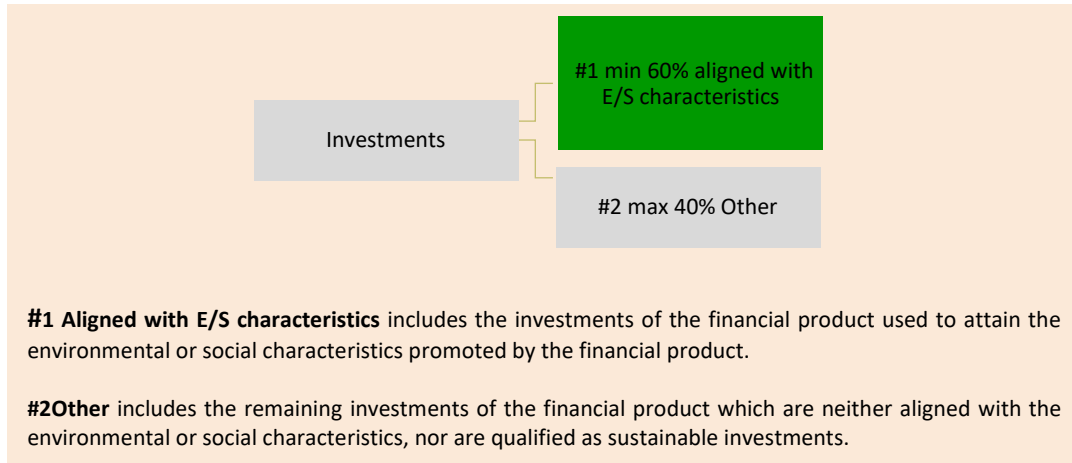 #1 min 60% aligned with
E/S characteristics
Investments
#2 max 40% Other
#1 Aligned with E/S characteristics includes the investments of the financial product used to attain the
environmental or social characteristics promoted by the financial product.
#2Other includes the remaining investments of the financial product which are neither aligned with the
environmental or social characteristics, nor are qualified as sustainable investments.